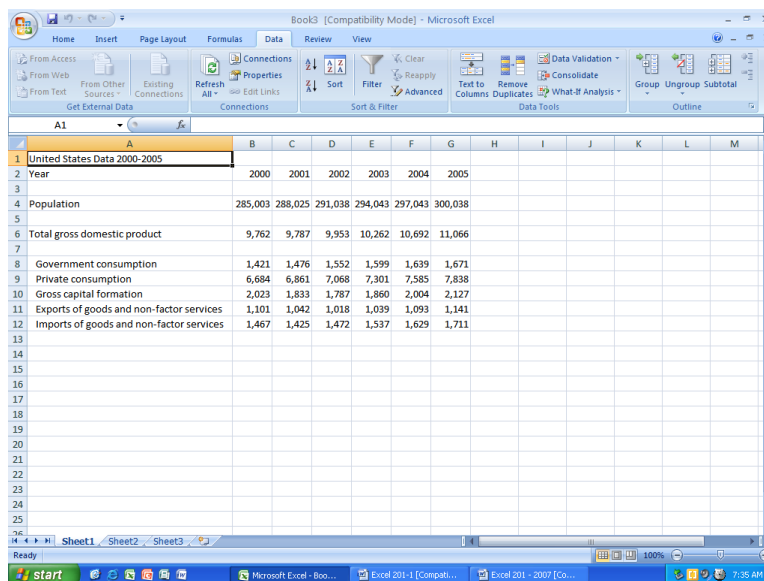 Book3 [Compatibility Mode] - Microsoft Excel
Home Insert Page Layout Formulas Data Review View
From Access
From Web
From Text
From Other Sources
Existing Connections
Get External Data
Refresh All
Connections
Properties
Edit Links
Connections
Sort
Filter
Clear
Reapply
Advanced
Sort & Filter
Text to Columns
Remove Duplicates
Data Validation
Consolidate
What-If Analysis
Data Tools
Group Ungroup Subtotal
Outline
A1 fx
A B C D E F G H I J K L M
1 United States Data 2000-2005
2 Year 2000 2001 2002 2003 2004 2005
3
4 Population 285,003 288,025 291,038 294,043 297,043 300,038
5
6 Total gross domestic product 9,762 9,787 9,953 10,262 10,692 11,066
7
8 Government consumption 1,421 1,476 1,552 1,599 1,639 1,671
9 Private consumption 6,684 6,861 7,068 7,301 7,585 7,838
10 Gross capital formation 2,023 1,833 1,787 1,860 2,004 2,127
11 Exports of goods and non-factor services 1,101 1,042 1,018 1,039 1,093 1,141
12 Imports of goods and non-factor services 1,467 1,425 1,472 1,537 1,629 1,711
13
14
15
16
17
18
19
20
21
22
23
24
25
26
Sheet1 Sheet2 Sheet3
Ready 100%
start Microsoft Excel - Boo... Excel 201-1 [Compati... Excel 201 - 2007 [Co... 7:35 AM